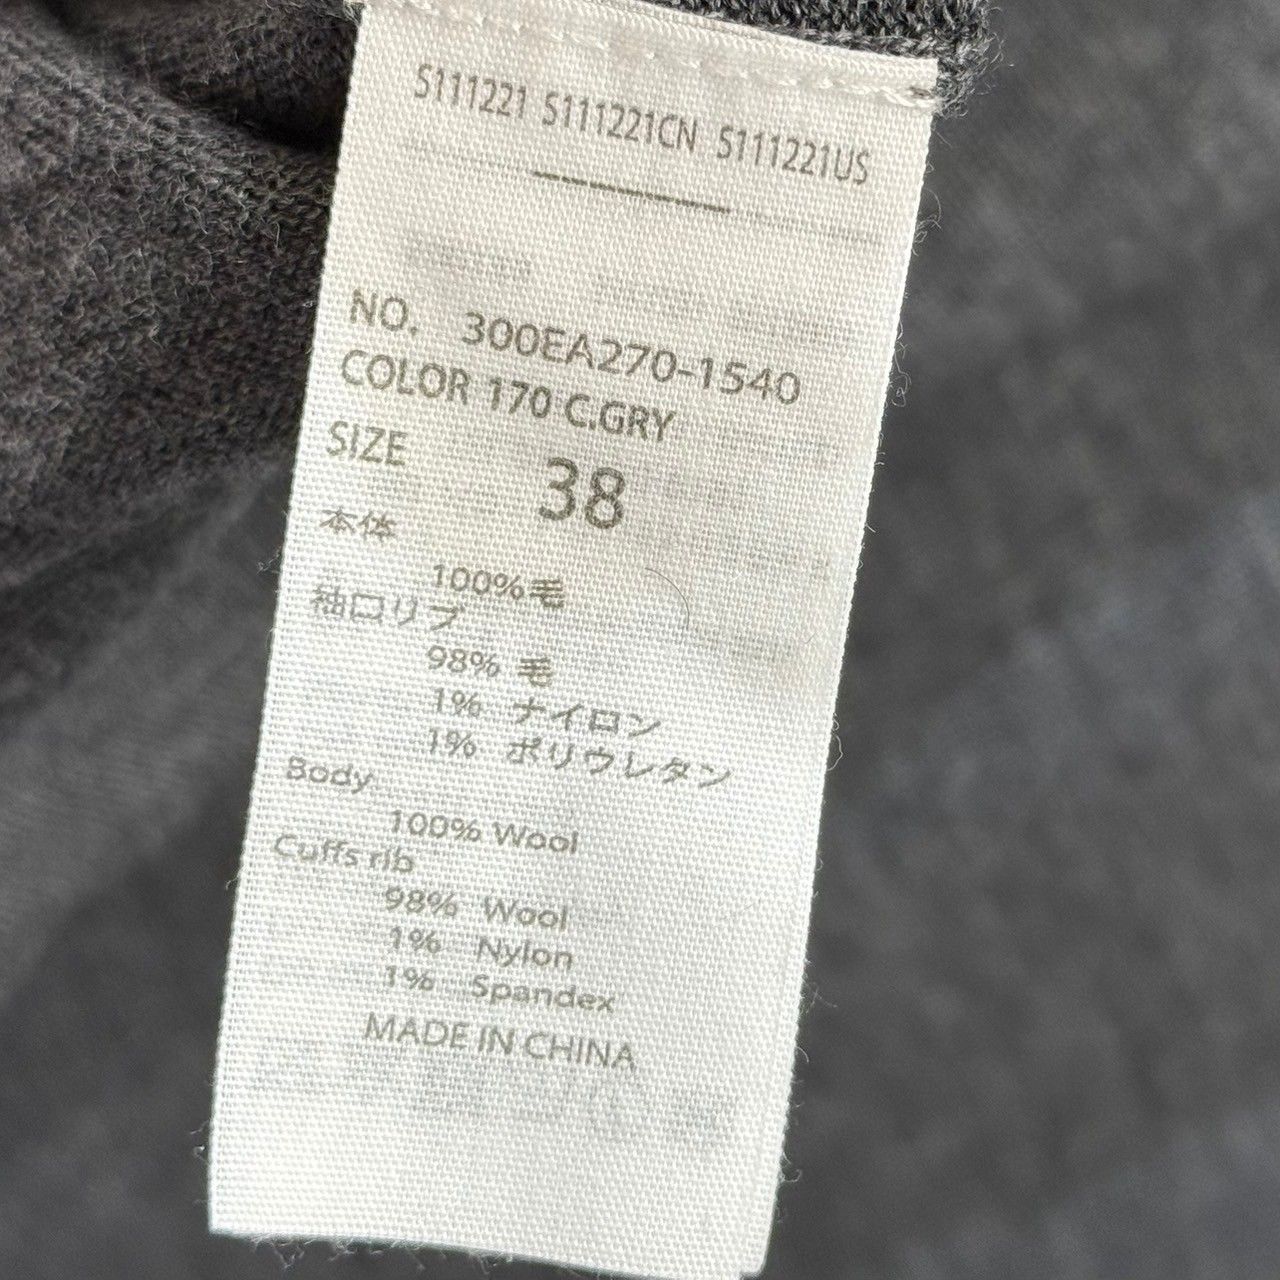 S111221 S111221CN S111221US
NO. 300EA270-1540
COLOR 170 C.GRY
SIZE 38
本体
100%毛
袖口リブ
98% 毛
1% ナイロン
1% ポリウレタン
Body
100% Wool
Cuffs rib
98% Wool
1% Nylon
1% Spandex
MADE IN CHINA